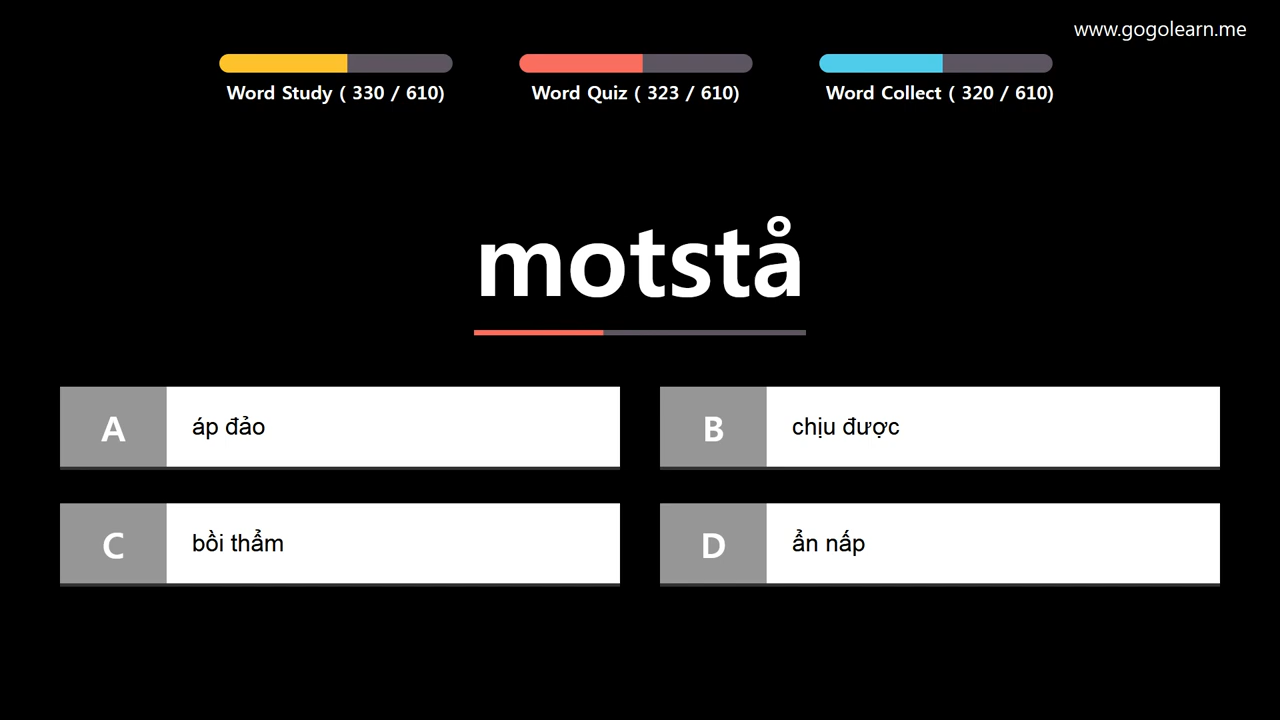 www.gogolearn.me
Word Study ( 330 / 610)
Word Quiz ( 323 / 610)
Word Collect ( 320 / 610)
motstå
A áp đảo
B chịu được
C bồi thẩm
D ẩn nấp